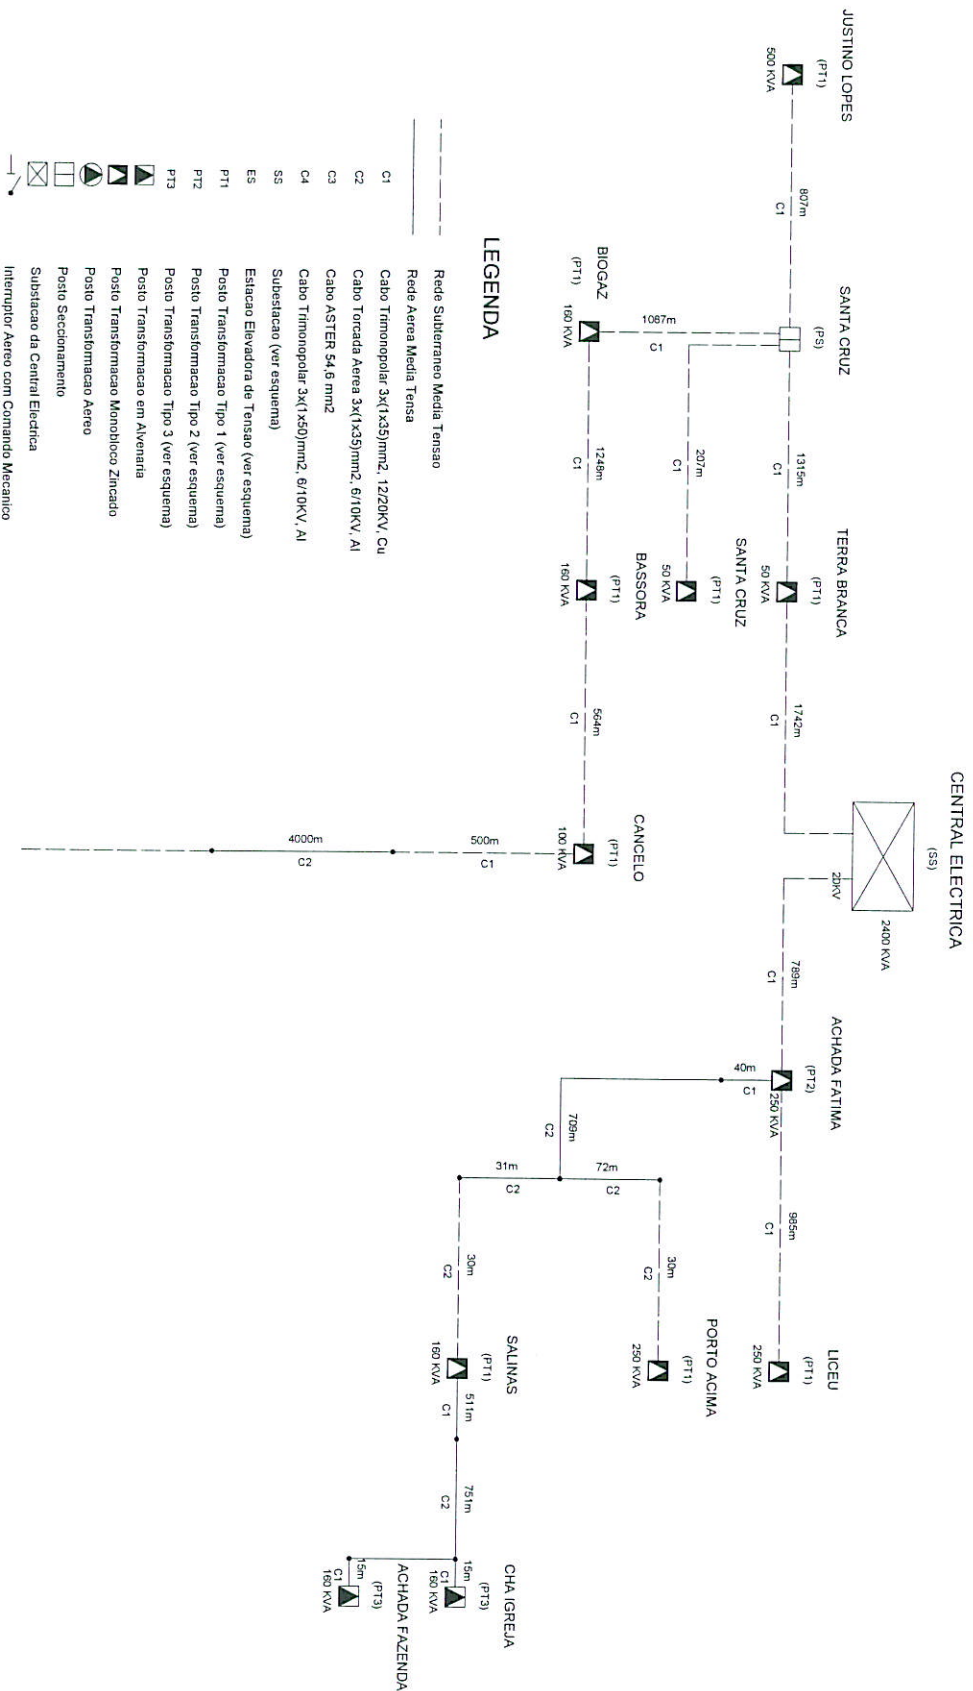 CENTRAL ELECTRICA
(SS)
2400 KVA
20KV
JUSTINO LOPES
(PT1)
500 KVA
807m
C1
SANTA CRUZ
(PS)
1315m
C1
TERRA BRANCA
(PT1)
50 KVA
1742m
C1
789m
C1
ACHADA FATIMA
(PT2)
250 KVA
985m
C1
LICEU
(PT1)
250 KVA
207m
C1
SANTA CRUZ
(PT1)
50 KVA
1087m
C1
BIOGAZ
(PT1)
160 KVA
1248m
C1
BASSORA
(PT1)
160 KVA
564m
C1
CANCELO
(PT1)
100 KVA
500m
C1
4000m
C2
40m
C1
709m
C2
72m
C2
30m
C2
PORTO ACIMA
(PT1)
250 KVA
31m
C2
30m
C2
SALINAS
(PT1)
160 KVA
511m
C1
751m
C2
CHA IGREJA
(PT3)
15m
C1
160 KVA
ACHADA FAZENDA
(PT3)
15m
C1
160 KVA
LEGENDA
Rede Subterraneo Media Tensao
Rede Aerea Media Tensa
C1 Cabo Trimonopolar 3x(1x35)mm2, 12/20KV, Cu
C2 Cabo Torcada Aerea 3x(1x35)mm2, 6/10KV, Al
C3 Cabo ASTER 54,6 mm2
C4 Cabo Trimonopolar 3x(1x50)mm2, 6/10KV, Al
SS Subestacao (ver esquema)
ES Estacao Elevadora de Tensao (ver esquema)
PT1 Posto Transformacao Tipo 1 (ver esquema)
PT2 Posto Transformacao Tipo 2 (ver esquema)
PT3 Posto Transformacao Tipo 3 (ver esquema)
Posto Transformacao em Alvenaria
Posto Transformacao Monobloco Zincado
Posto Transformacao Aereo
Posto Seccionamento
Substacao da Central Electrica
Interruptor Aereo com Comando Mecanico